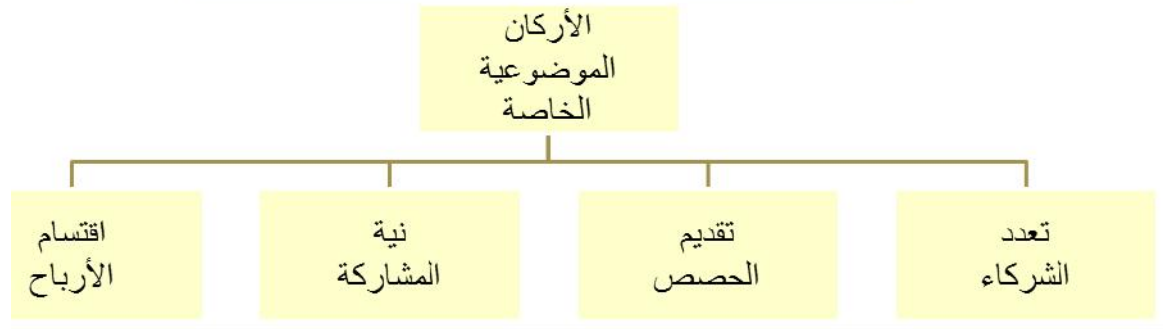 الأركان
الموضوعية
الخاصة
تعدد
الشركاء
تقديم
الحصص
نية
المشاركة
اقتسام
الأرباح